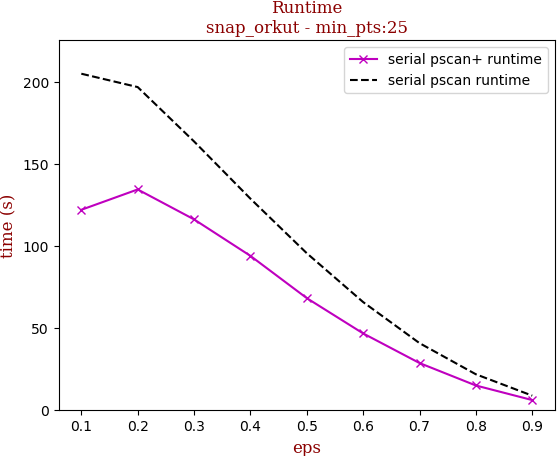 Runtime
snap_orkut - min_pts:25
serial pscan+ runtime
serial pscan runtime
time (s)
200
150
100
50
0
0.1 0.2 0.3 0.4 0.5 0.6 0.7 0.8 0.9
eps